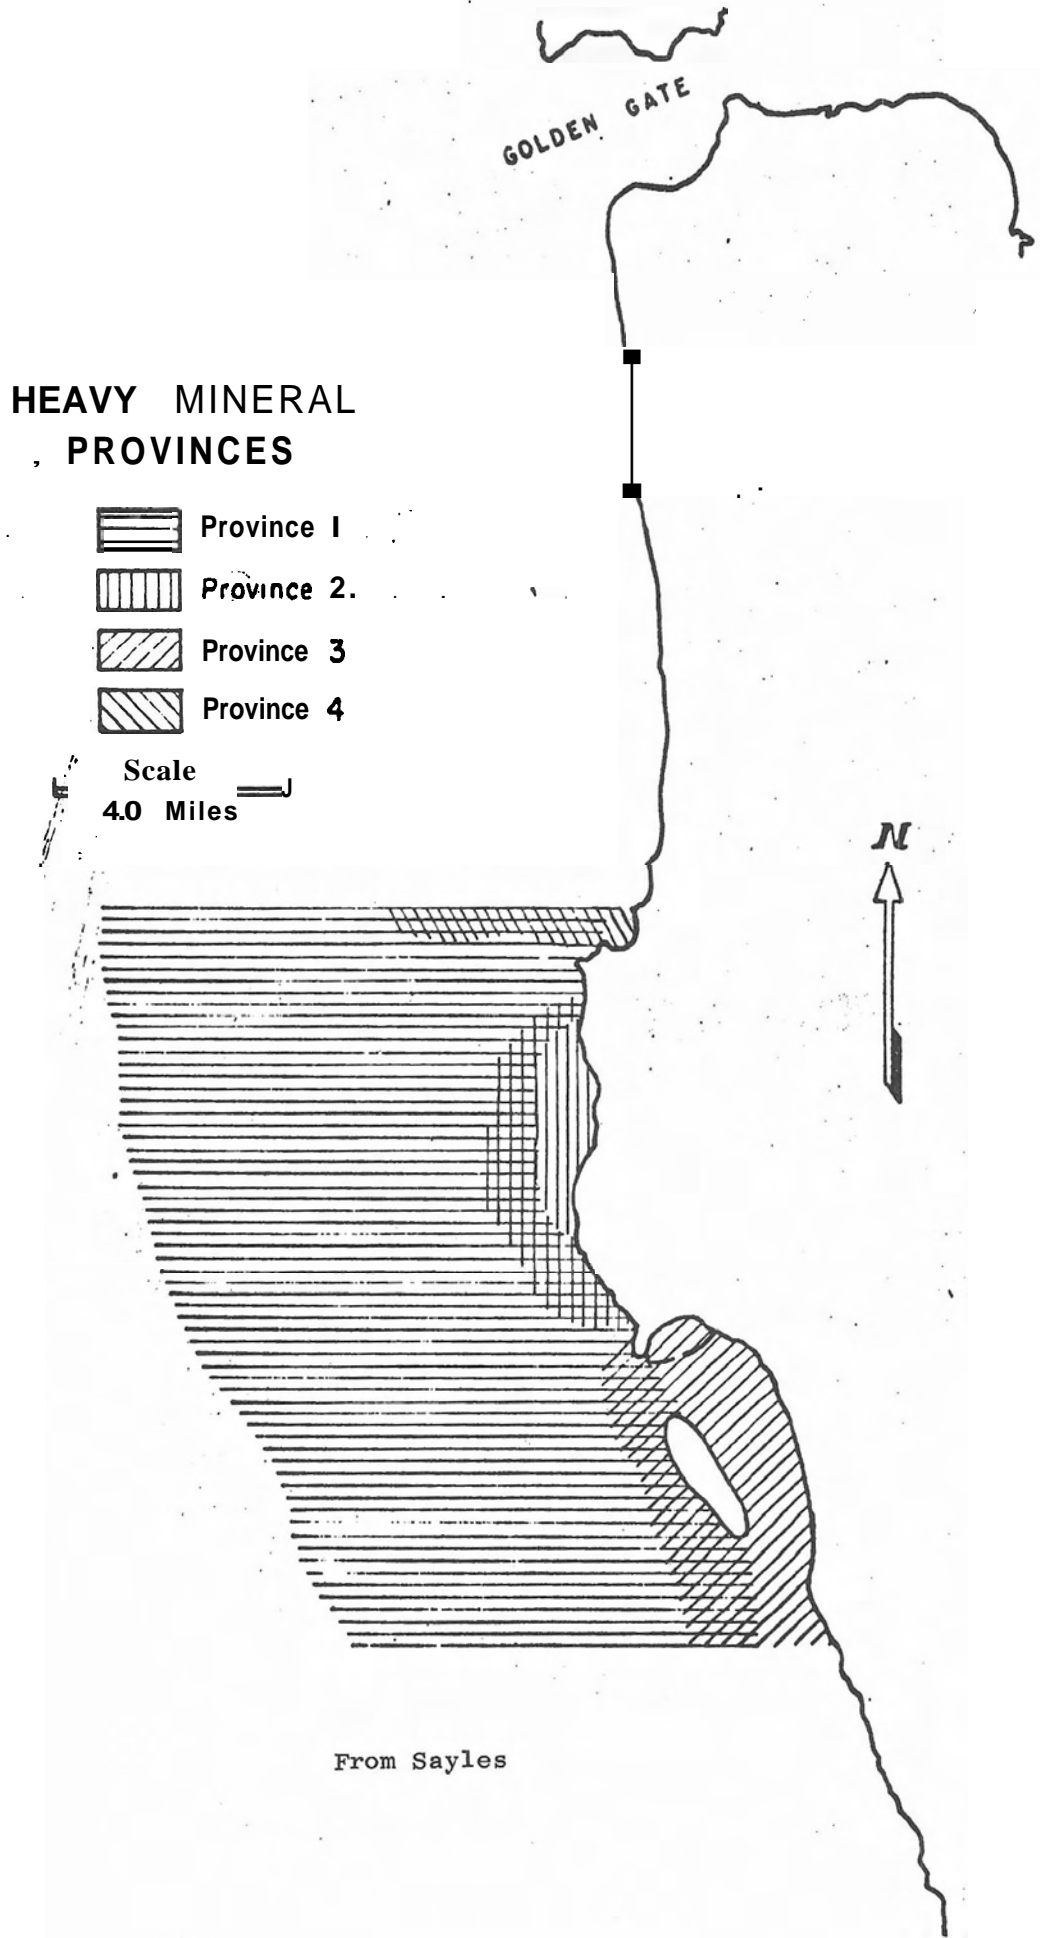 GOLDEN GATE
HEAVY MINERAL
PROVINCES
Province 1
Province 2.
Province 3
Province 4
Scale
4.0 Miles
N
From Sayles